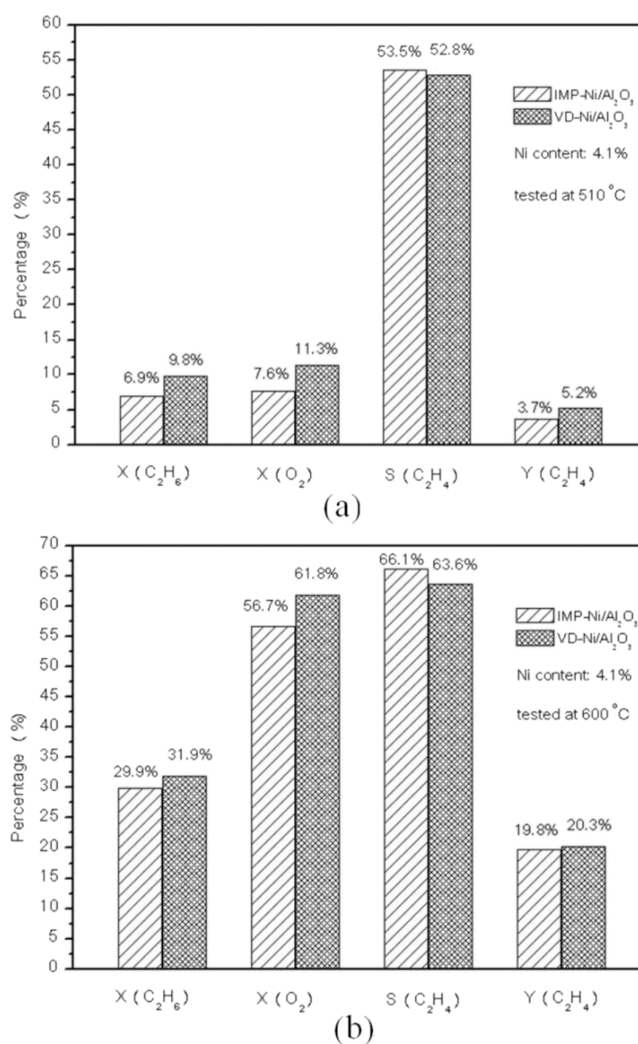 60
55
50
45
40
35
30
25
20
15
10
5
0
Percentage (%)
6.9%
9.8%
7.6%
11.3%
53.5%
52.8%
3.7%
5.2%
IMP-Ni/Al₂O₃
VD-Ni/Al₂O₃
Ni content: 4.1%
tested at 510 °C
X (C₂H₆)
X (O₂)
S (C₂H₄)
Y (C₂H₄)
(a)
70
65
60
55
50
45
40
35
30
25
20
15
10
5
0
Percentage (%)
29.9%
31.9%
56.7%
61.8%
66.1%
63.6%
19.8%
20.3%
IMP-Ni/Al₂O₃
VD-Ni/Al₂O₃
Ni content: 4.1%
tested at 600 °C
X (C₂H₆)
X (O₂)
S (C₂H₄)
Y (C₂H₄)
(b)